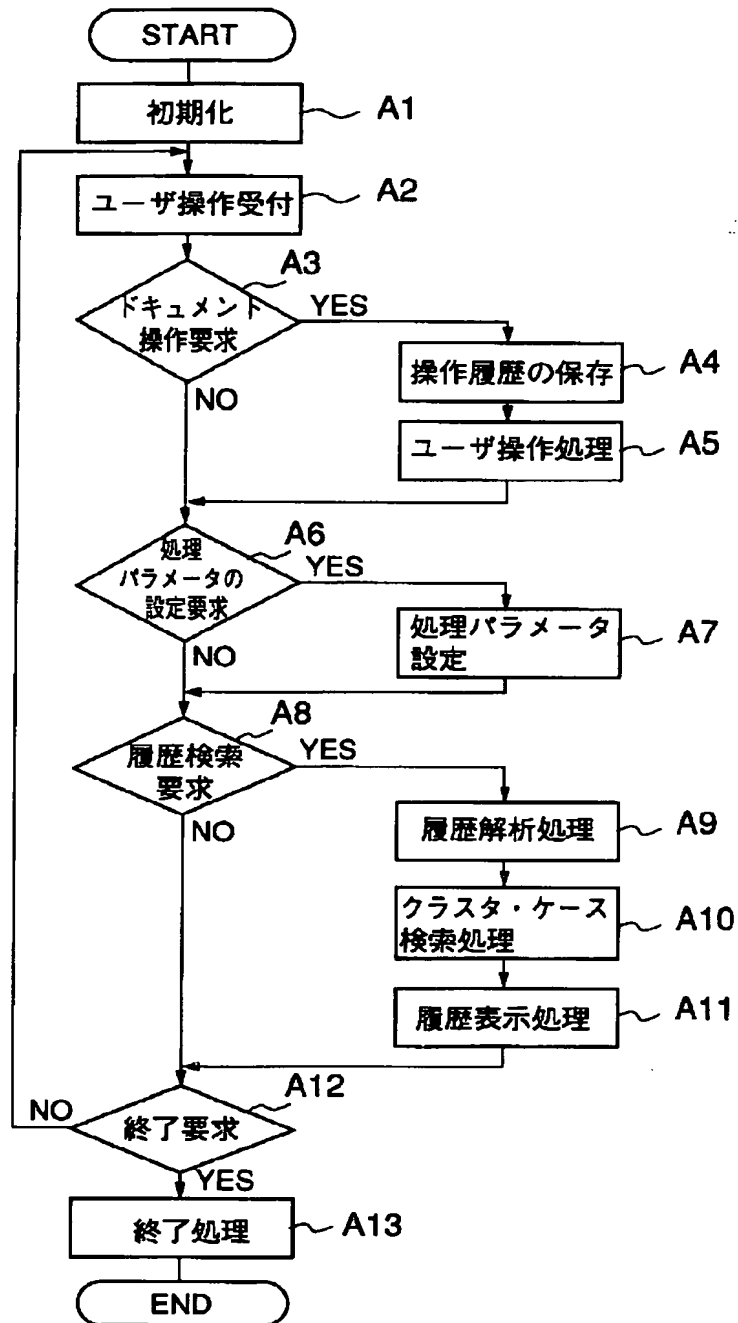 START
初期化
A1
ユーザ操作受付
A2
A3
ドキュメント
操作要求
YES
NO
操作履歴の保存
A4
ユーザ操作処理
A5
A6
処理
パラメータの
設定要求
YES
NO
処理パラメータ
設定
A7
A8
履歴検索
要求
YES
NO
履歴解析処理
A9
クラスタ・ケース
検索処理
A10
履歴表示処理
A11
A12
終了要求
NO
YES
終了処理
A13
END